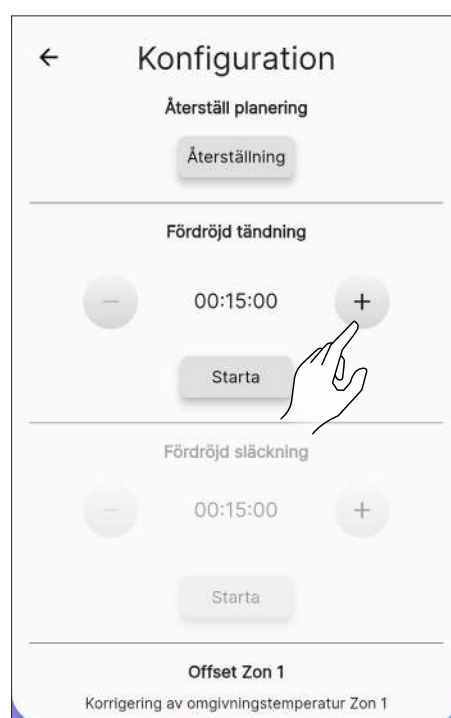 Konfiguration
Återställ planering
Återställning
Fördröjd tändning
− 00:15:00 +
Starta
Fördröjd släckning
− 00:15:00 +
Starta
Offset Zon 1
Korrigering av omgivningstemperatur Zon 1